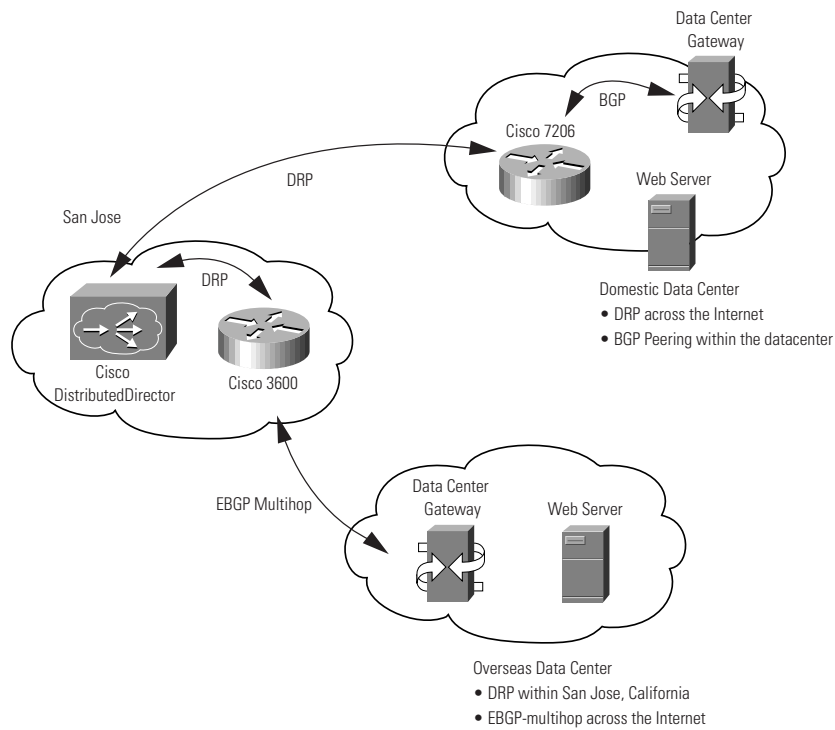 Data Center
Gateway
BGP
Cisco 7206
DRP
Web Server
San Jose
DRP
Cisco
DistributedDirector
Cisco 3600
Domestic Data Center
• DRP across the Internet
• BGP Peering within the datacenter
EBGP Multihop
Data Center
Gateway
Web Server
Overseas Data Center
• DRP within San Jose, California
• EBGP-multihop across the Internet